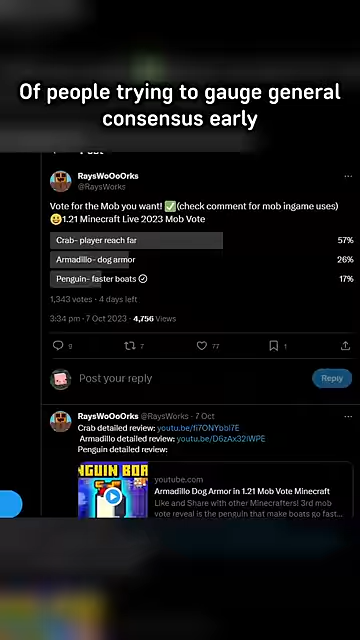 Of people trying to gauge general
consensus early
RaysWoOoOrks
@RaysWorks
Vote for the Mob you want! ✅(check comment for mob ingame uses)
😀1.21 Minecraft Live 2023 Mob Vote
Crab- player reach far 57%
Armadillo- dog armor 26%
Penguin- faster boats 17%
1,343 votes · 4 days left
3:34 pm · 7 Oct 2023 · 4,756 Views
9 7 77 1
Post your reply Reply
RaysWoOoOrks @RaysWorks · 7 Oct
Crab detailed review: youtu.be/fi7ONYbbl7E
Armadillo detailed review: youtu.be/D6zAx32iWPE
Penguin detailed review:
NGUIN BOA
youtube.com
Armadillo Dog Armor in 1.21 Mob Vote Minecraft
Like and Share with other Minecrafters! 3rd mob
vote reveal is the penguin that make boats go fast...